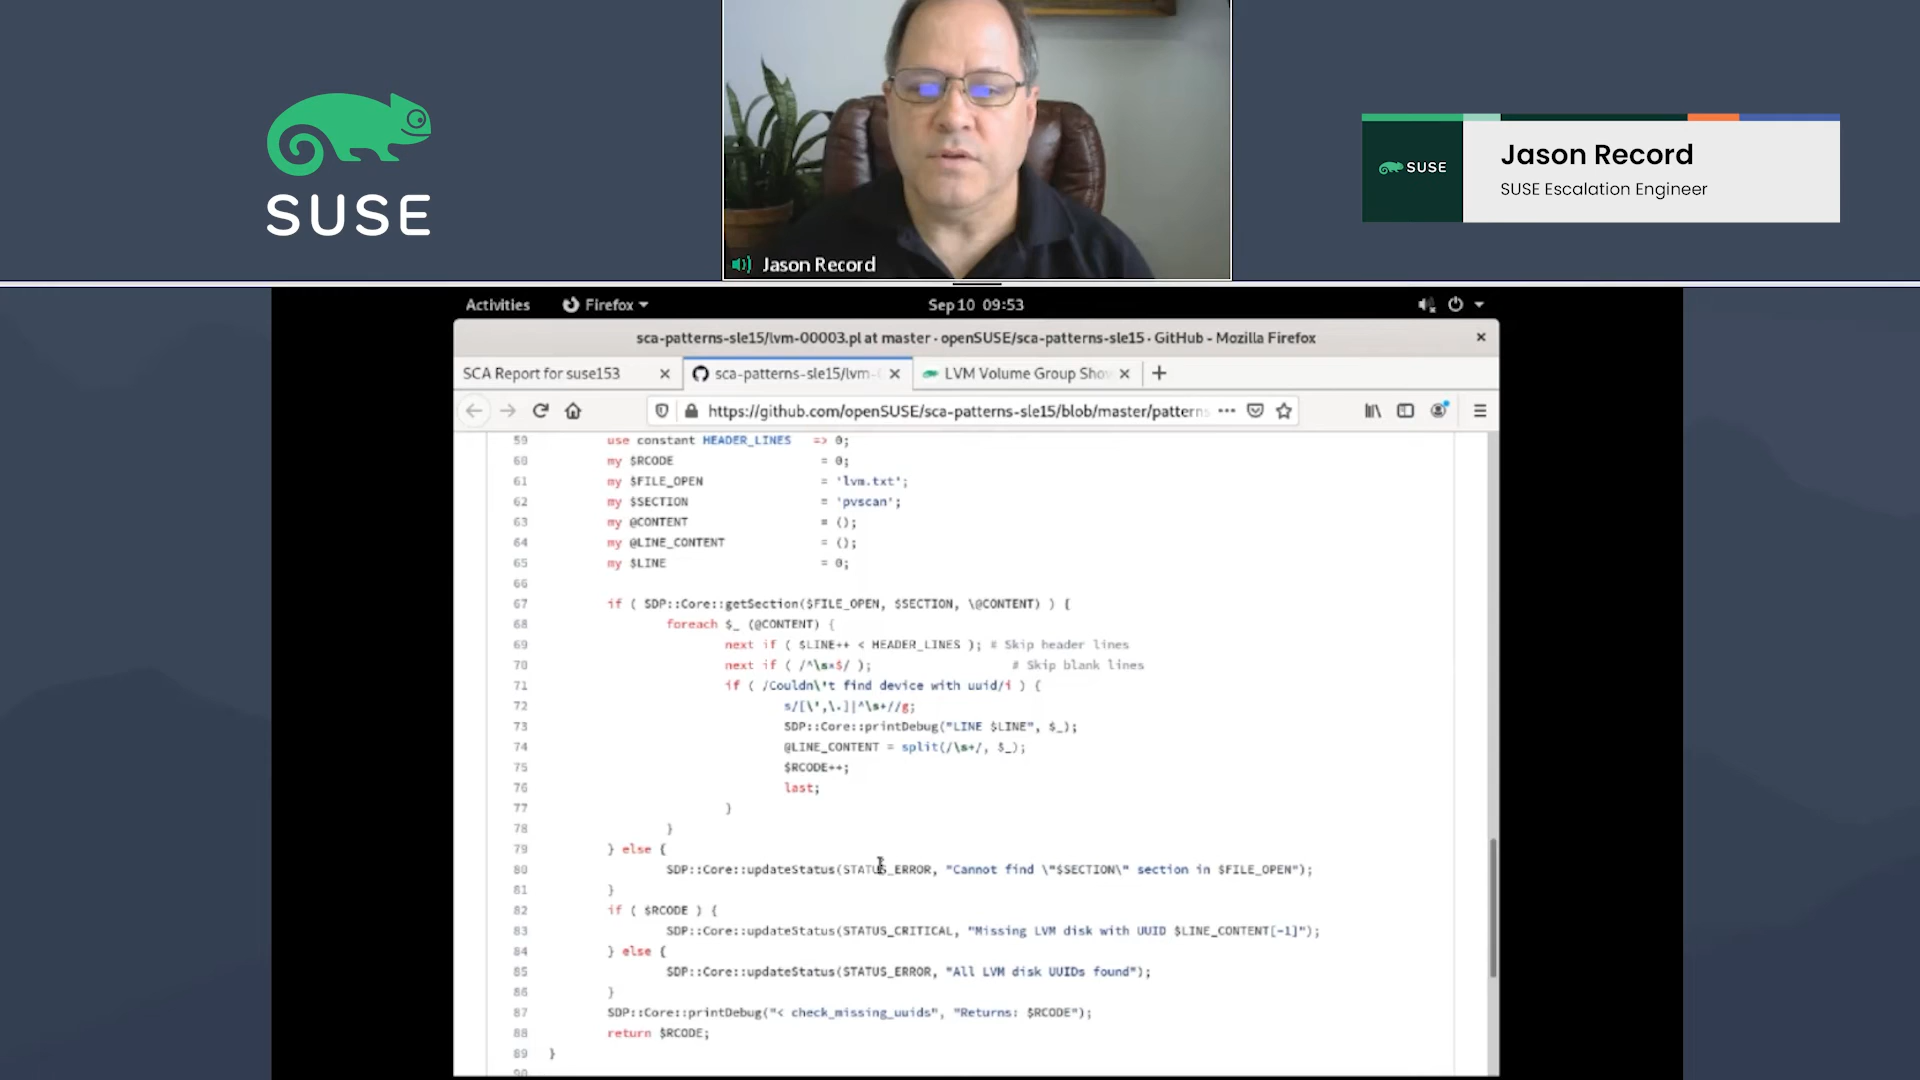 SUSE
Jason Record
SUSE
Jason Record
SUSE Escalation Engineer
Activities
Firefox
Sep 10 09:53
sca-patterns-sle15/lvm-00003.pl at master · openSUSE/sca-patterns-sle15 · GitHub - Mozilla Firefox
SCA Report for suse153
sca-patterns-sle15/lvm-
LVM Volume Group Sho
https://github.com/openSUSE/sca-patterns-sle15/blob/master/pattern
59 use constant HEADER_LINES => 0;
60 my $RCODE = 0;
61 my $FILE_OPEN = 'lvm.txt';
62 my $SECTION = 'pvscan';
63 my @CONTENT = ();
64 my @LINE_CONTENT = ();
65 my $LINE = 0;
66
67 if ( SDP::Core::getSection($FILE_OPEN, $SECTION, \@CONTENT) ) {
68 foreach $_ (@CONTENT) {
69 next if ( $LINE++ < HEADER_LINES ); # Skip header lines
70 next if ( /^\s*$/ ); # Skip blank lines
71 if ( /Couldn\'t find device with uuid/i ) {
72 s/[\',\.]|^\s+//g;
73 SDP::Core::printDebug("LINE $LINE", $_);
74 @LINE_CONTENT = split(/\s+/, $_);
75 $RCODE++;
76 last;
77 }
78 }
79 } else {
80 SDP::Core::updateStatus(STATUS_ERROR, "Cannot find \"$SECTION\" section in $FILE_OPEN");
81 }
82 if ( $RCODE ) {
83 SDP::Core::updateStatus(STATUS_CRITICAL, "Missing LVM disk with UUID $LINE_CONTENT[-1]");
84 } else {
85 SDP::Core::updateStatus(STATUS_ERROR, "All LVM disk UUIDs found");
86 }
87 SDP::Core::printDebug("< check_missing_uuids", "Returns: $RCODE");
88 return $RCODE;
89 }
90